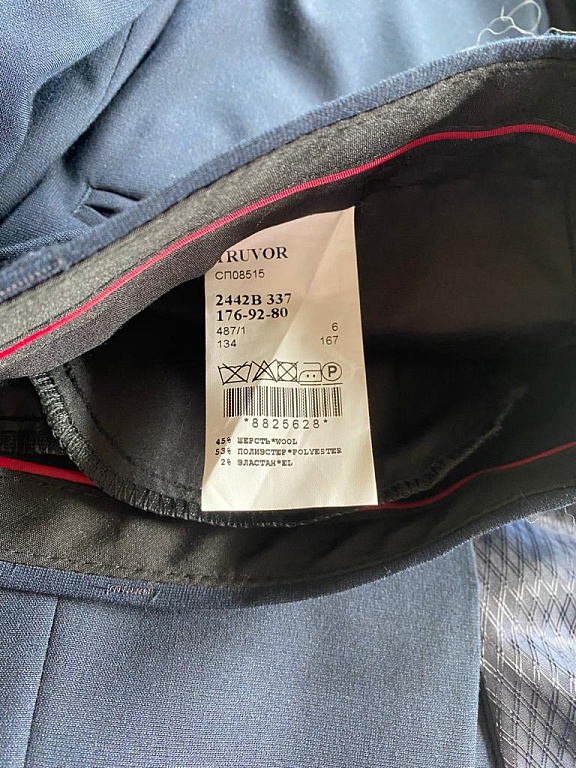 TRUVOR
СП08515
2442B 337
176-92-80
487/1 6
134 167
P
*8825628*
45% ШЕРСТЬ*WOOL
53% ПОЛИЭСТЕР*POLYESTER
2% ЭЛАСТАН*EL